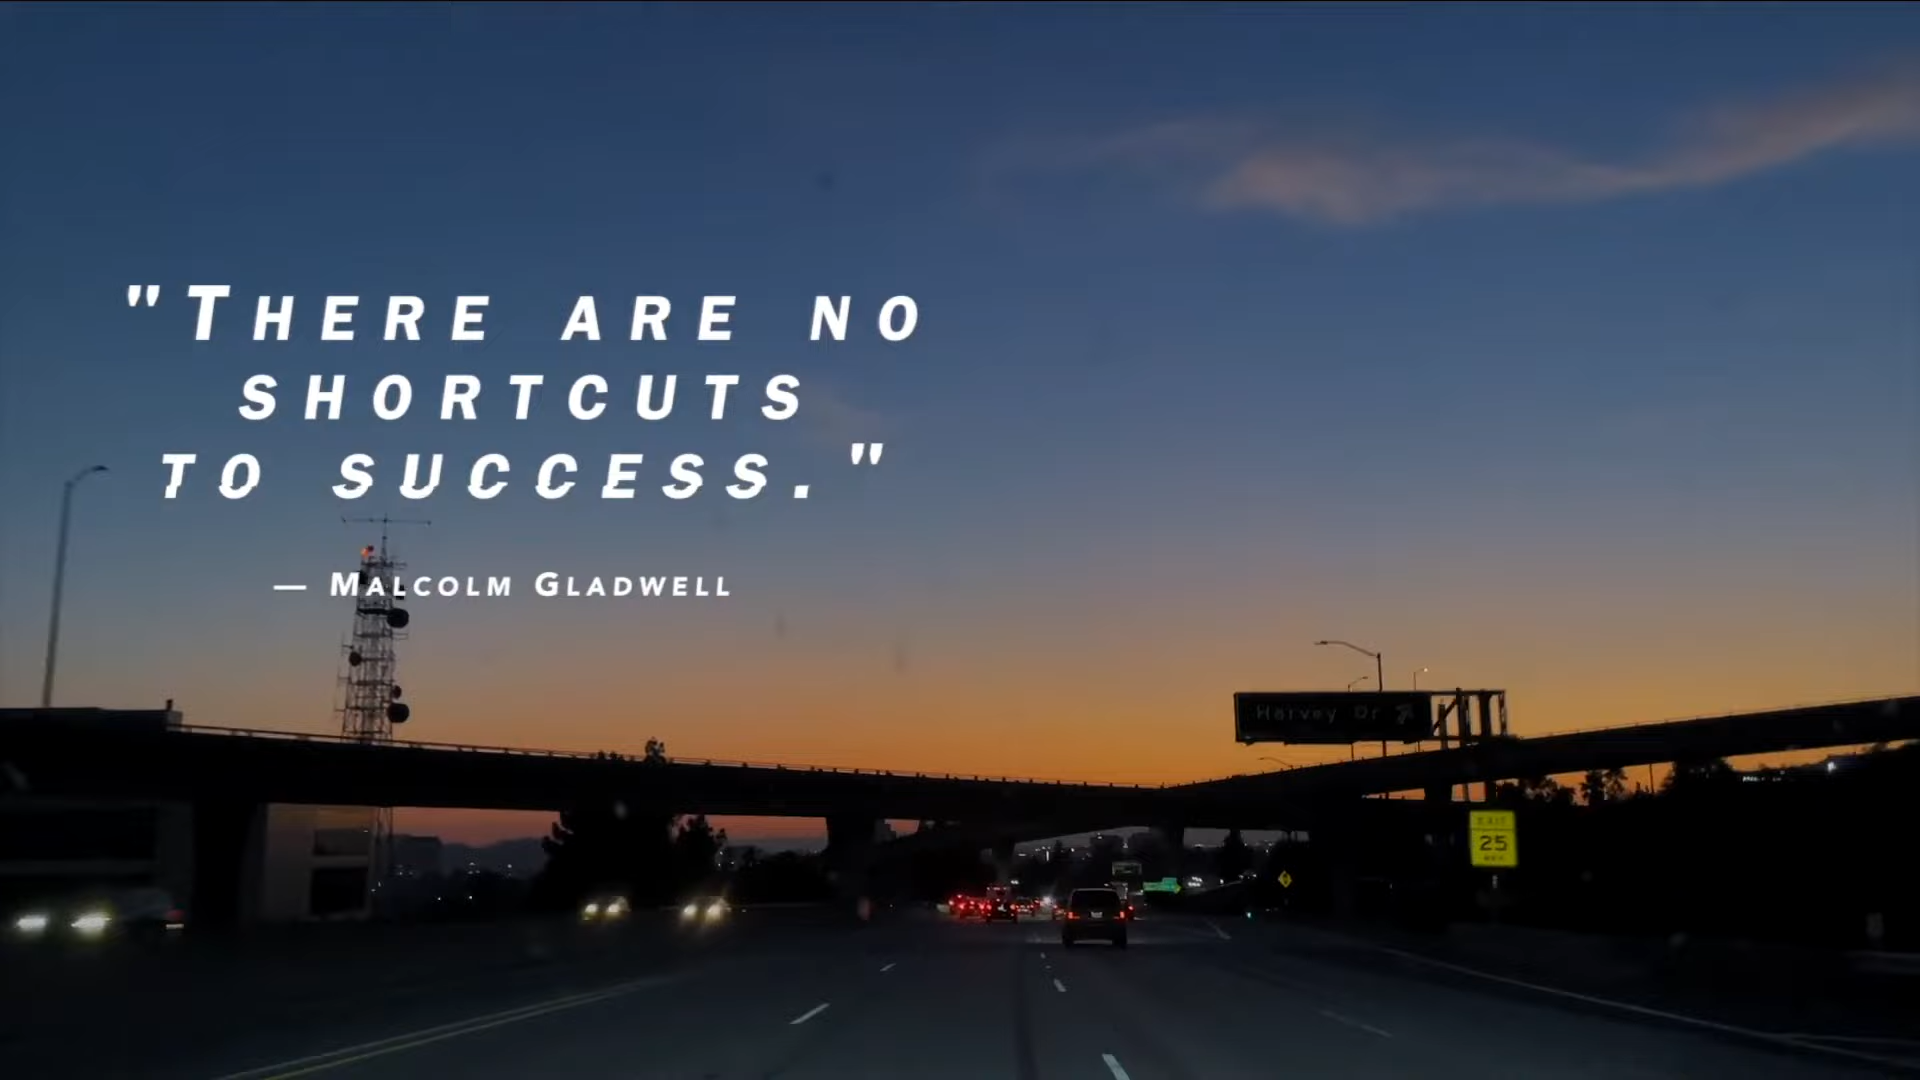 "There are no
shortcuts
to success."
— Malcolm Gladwell
Harvey Dr
EXIT
25